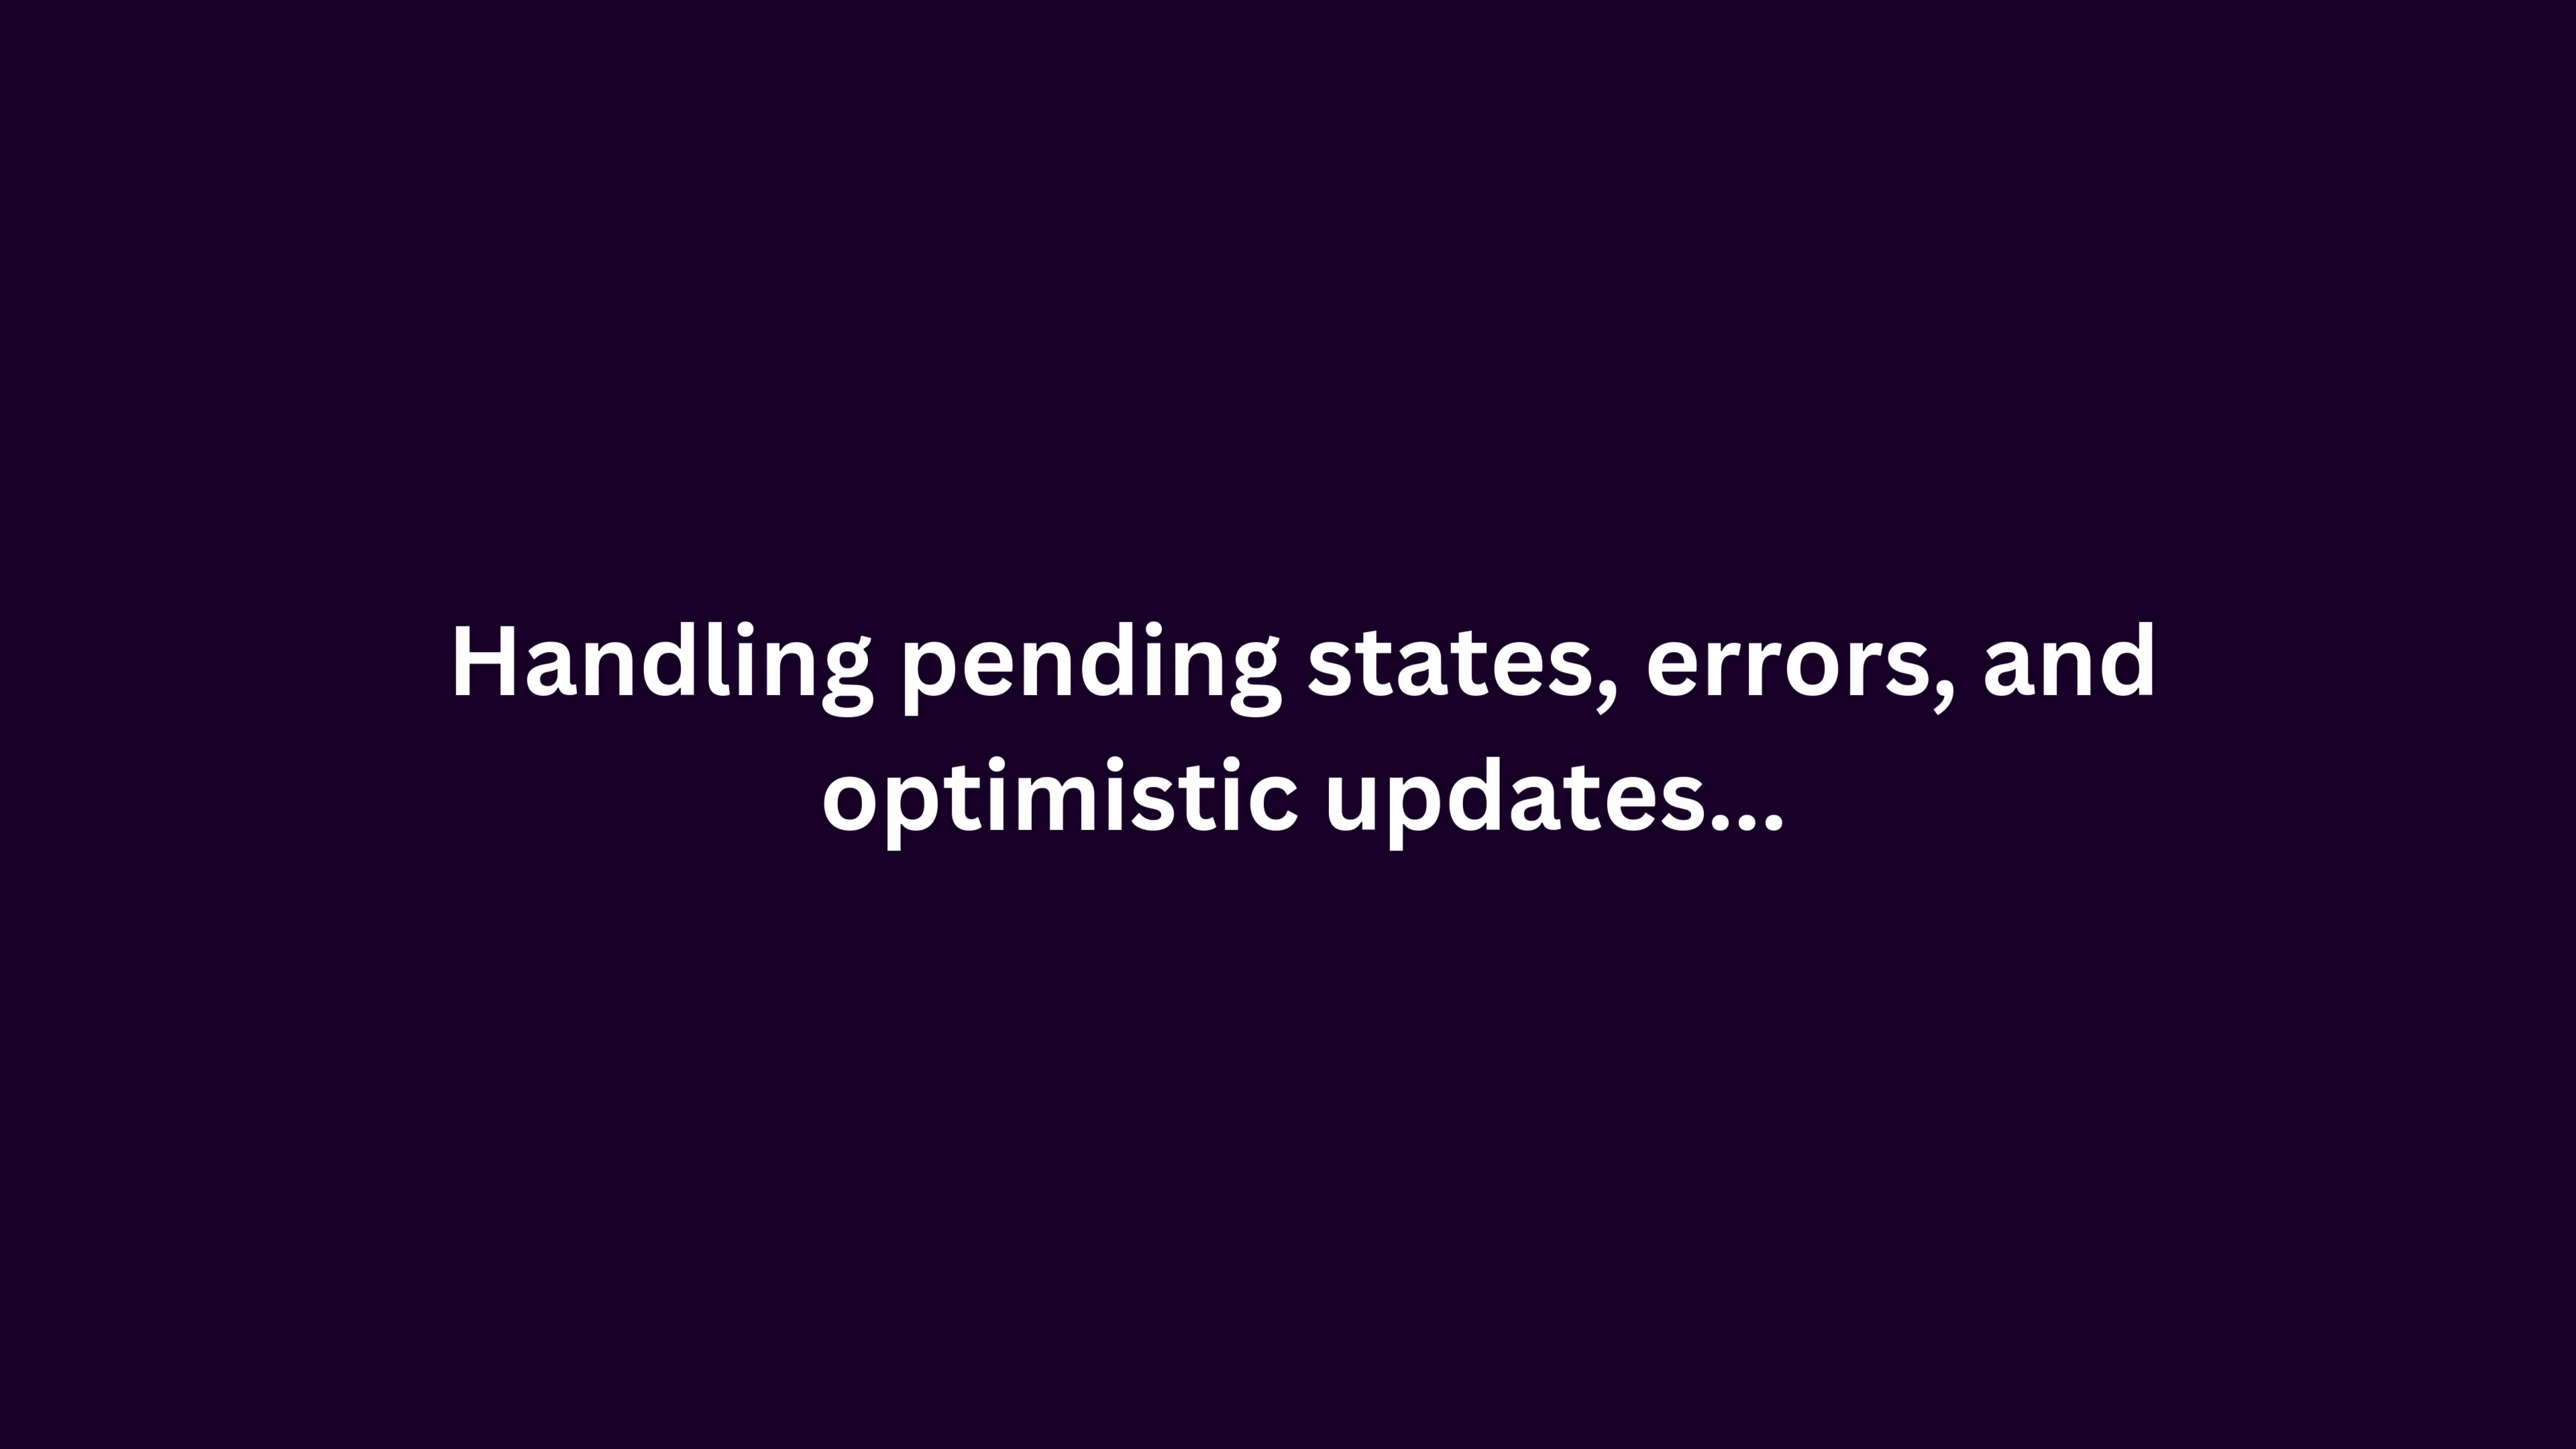 Handling pending states, errors, and
optimistic updates...